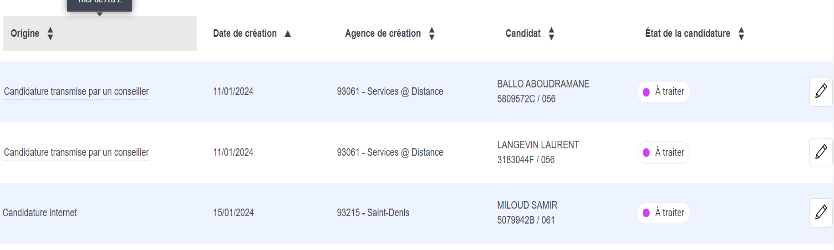 Origine Date de création Agence de création Candidat État de la candidature
Candidature transmise par un conseiller 11/01/2024 93061 - Services @ Distance BALLO ABOUDRAMANE À traiter
5809572C / 056
Candidature transmise par un conseiller 11/01/2024 93061 - Services @ Distance LANGEVIN LAURENT À traiter
3183044F / 056
Candidature internet 15/01/2024 93215 - Saint-Denis MILOUD SAMIR À traiter
5079942B / 061